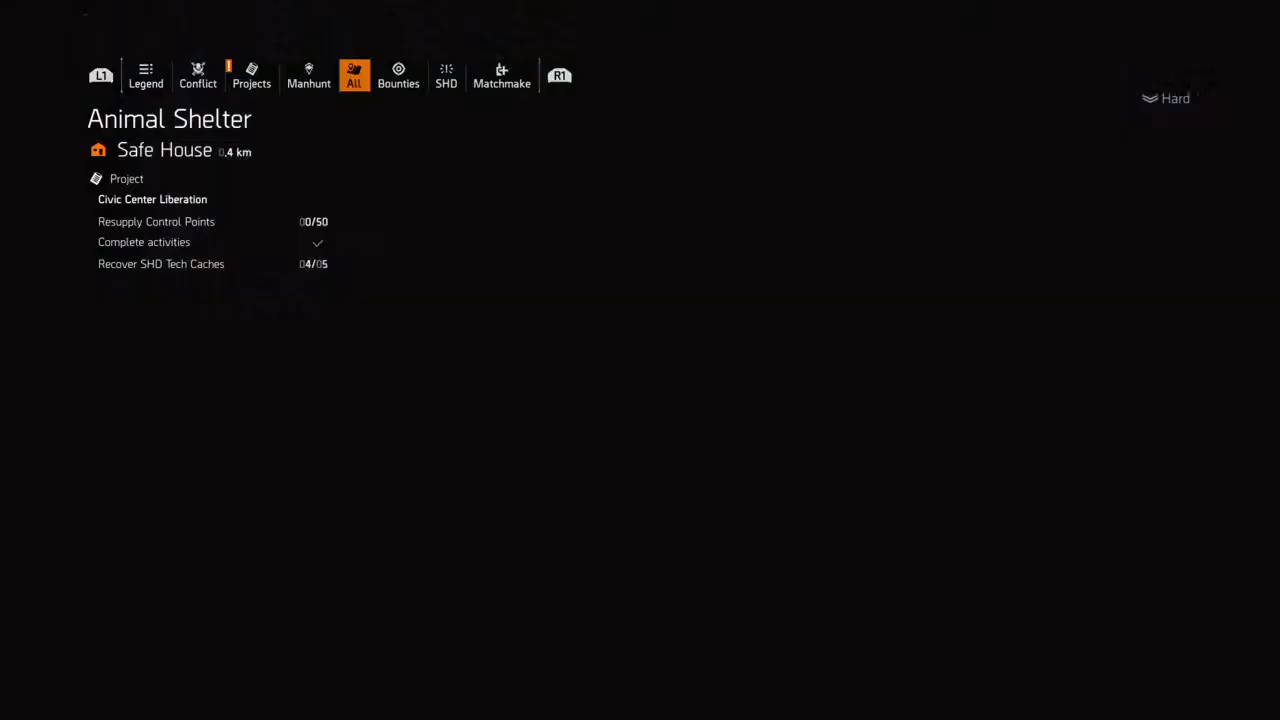 L1 Legend Conflict Projects Manhunt All Bounties SHD Matchmake R1
Hard
Animal Shelter
Safe House 0.4 km
Project
Civic Center Liberation
Resupply Control Points 00/50
Complete activities
Recover SHD Tech Caches 04/05